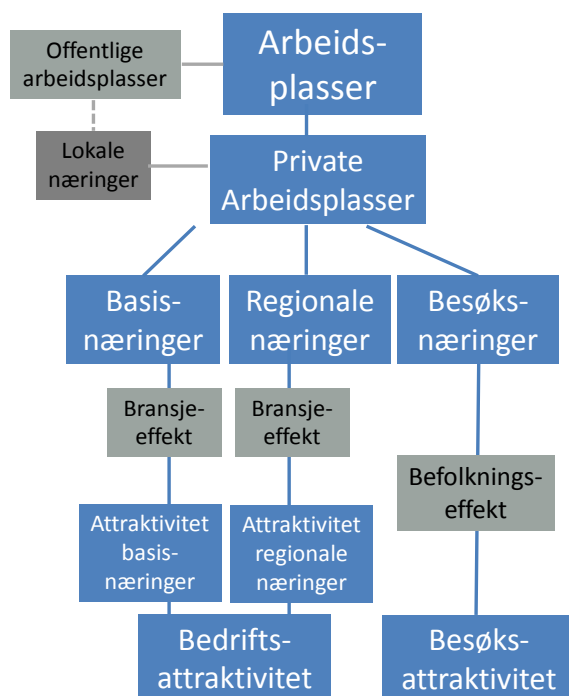 Offentlige
arbeidsplasser
Arbeids-
plasser
Lokale
næringer
Private
Arbeidsplasser
Basis-
næringer
Regionale
næringer
Besøks-
næringer
Bransje-
effekt
Bransje-
effekt
Befolknings-
effekt
Attraktivitet
basis-
næringer
Attraktivitet
regionale
næringer
Bedrifts-
attraktivitet
Besøks-
attraktivitet